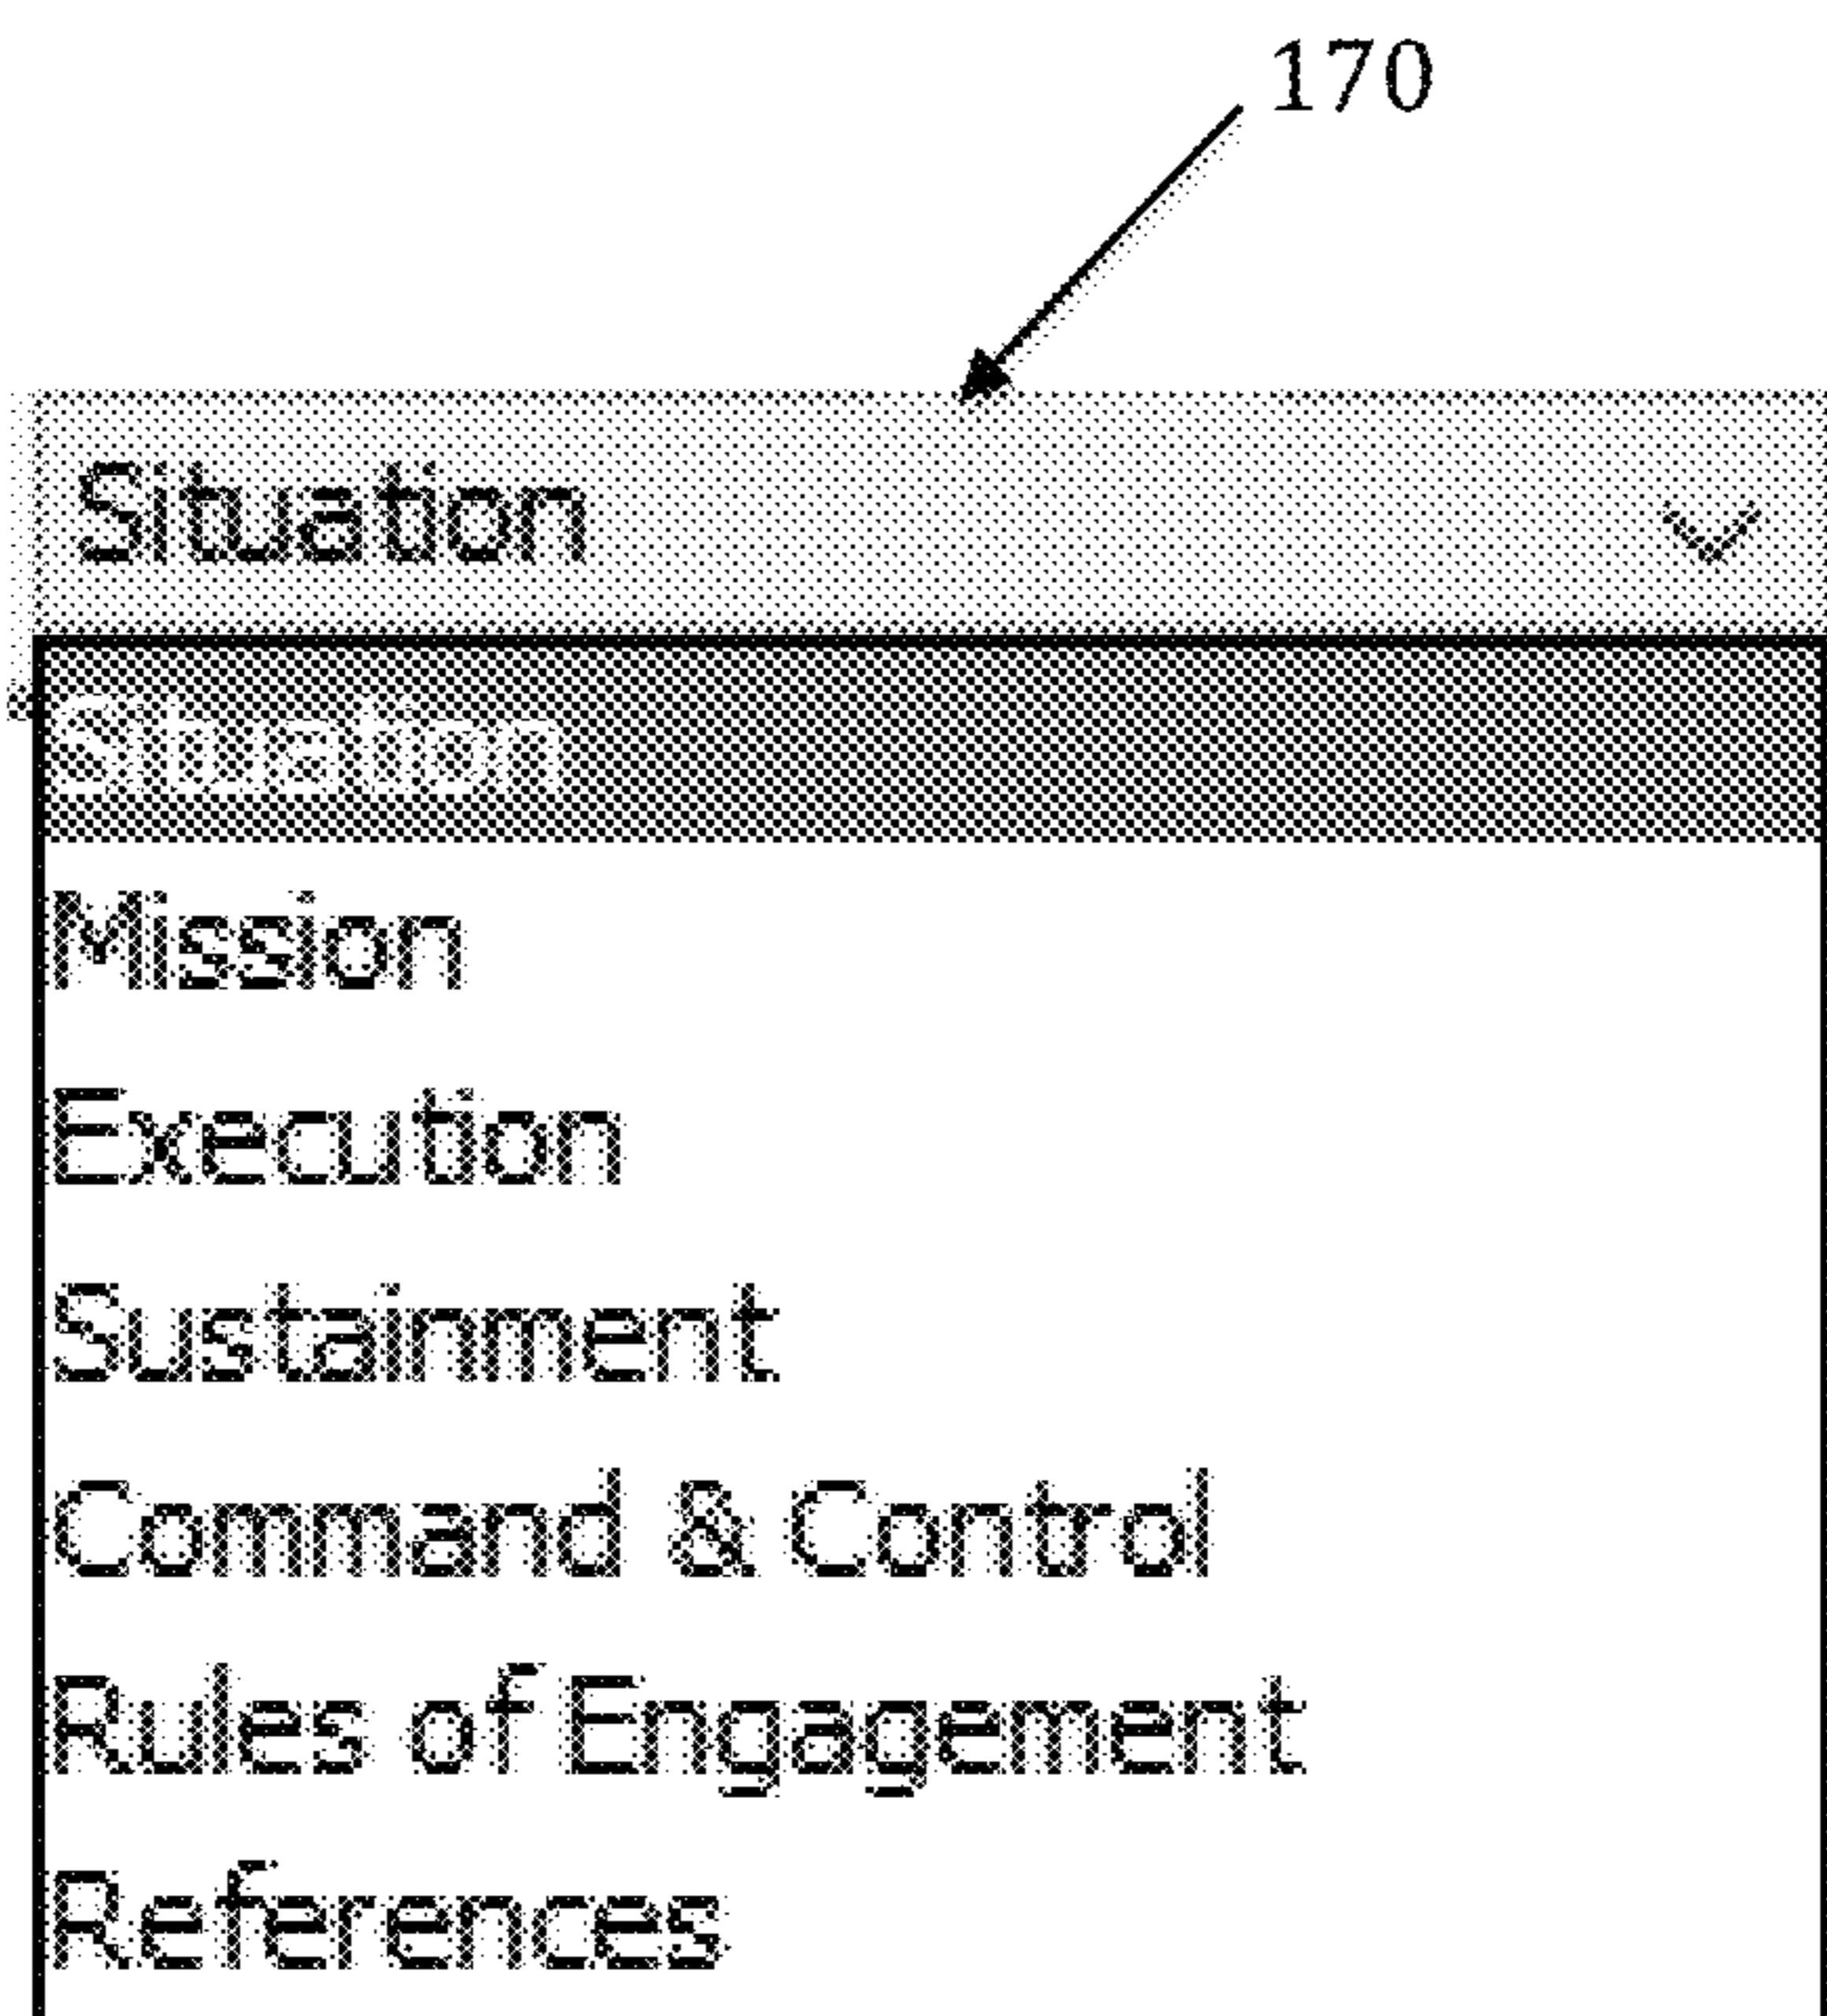 170
Situation
Situation
Mission
Execution
Sustainment
Command & Control
Rules of Engagement
References